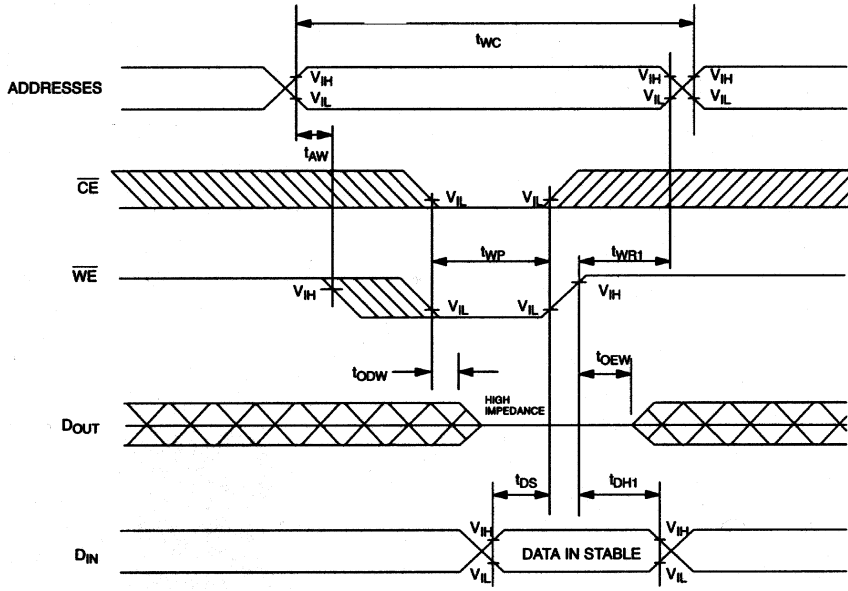 tWC
ADDRESSES
VIH VIH VIH
VIL VIL VIL
tAW
CE
VIL VIL
tWP tWR1
WE
VIH VIH
VIL VIL
tODW tOEW
HIGH
IMPEDANCE
DOUT
tDS tDH1
VIH VIH
DIN DATA IN STABLE
VIL VIL